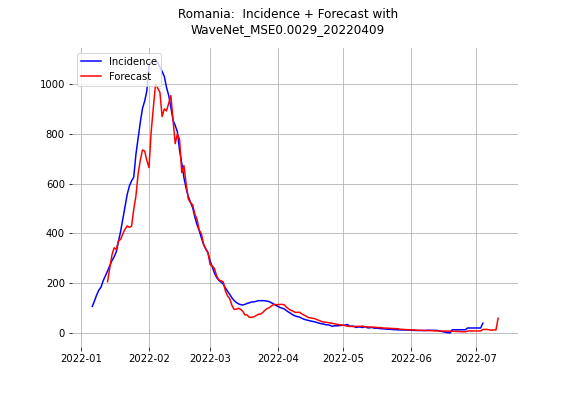 Romania:  Incidence + Forecast with
WaveNet_MSE0.0029_20220409
Incidence
Forecast
1000
800
600
400
200
0
2022-01 2022-02 2022-03 2022-04 2022-05 2022-06 2022-07